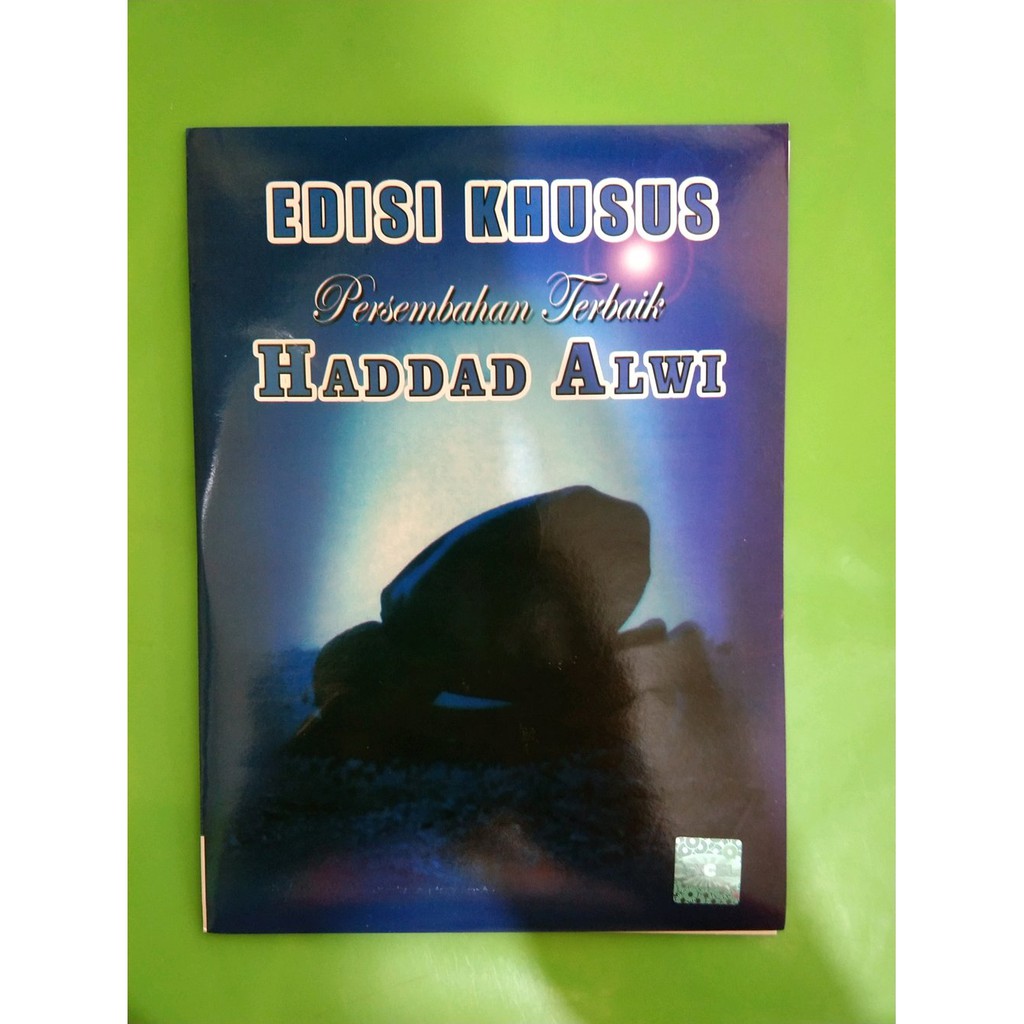 EDISI KHUSUS
Persembahan Terbaik
HADDAD ALWI
C